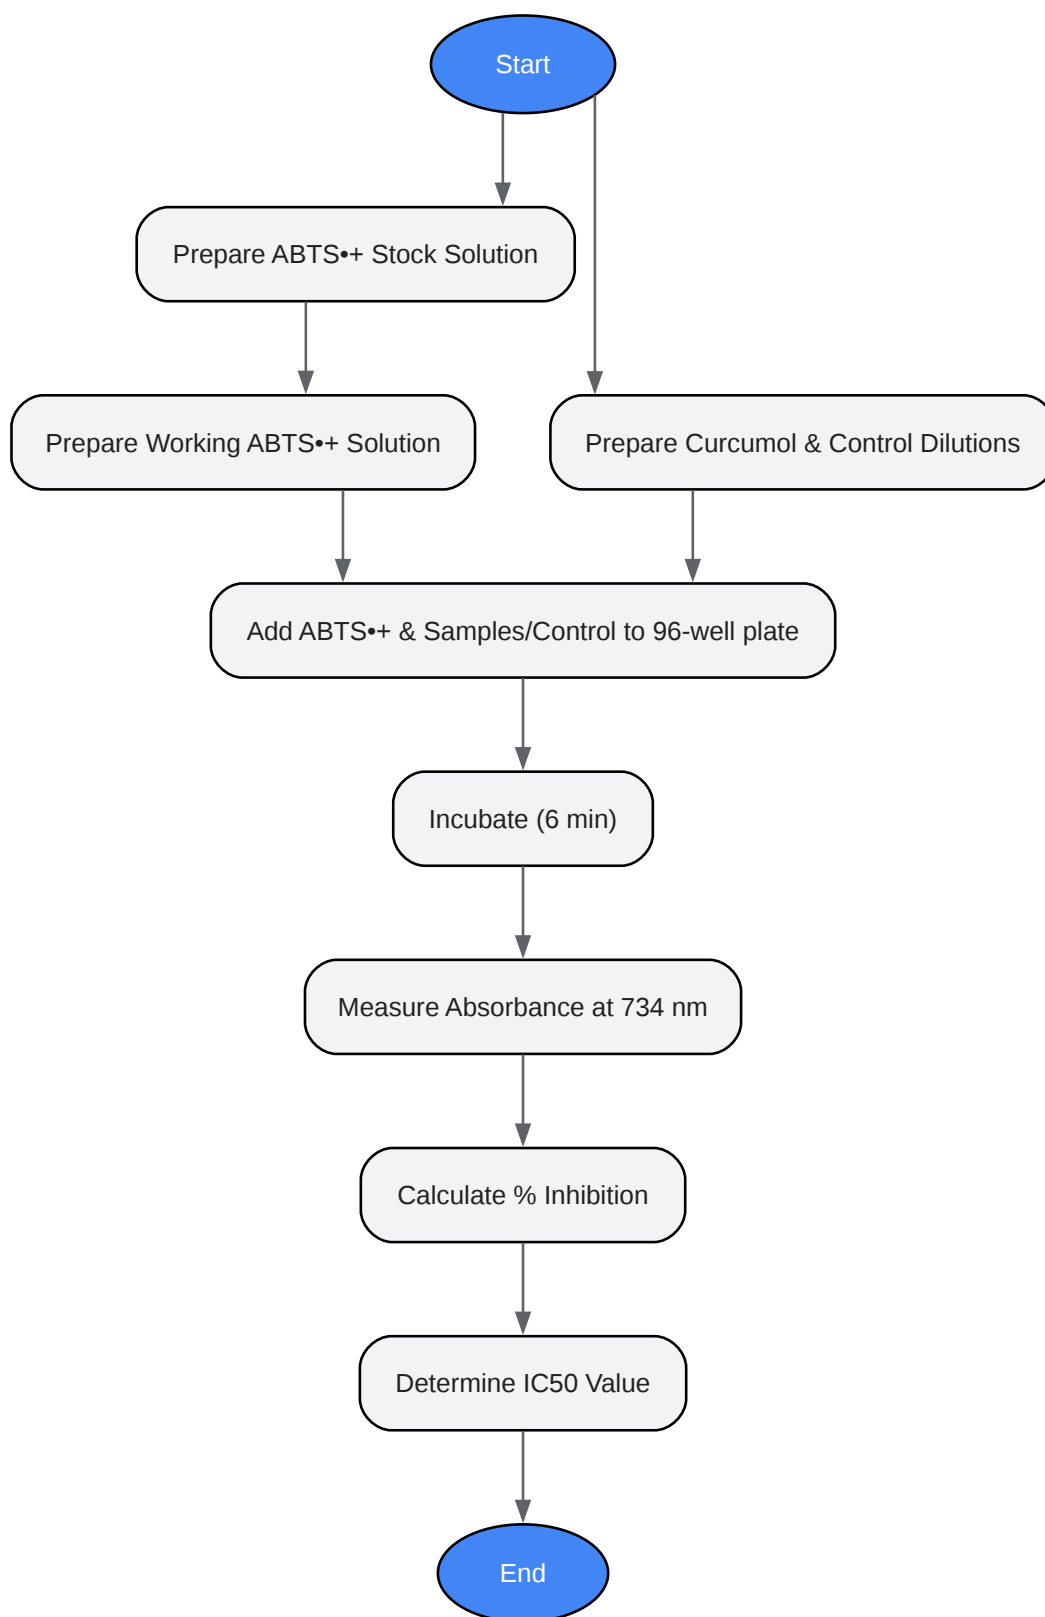 Start
Prepare ABTS•+ Stock Solution
Prepare Working ABTS•+ Solution
Prepare Curcumol & Control Dilutions
Add ABTS•+ & Samples/Control to 96-well plate
Incubate (6 min)
Measure Absorbance at 734 nm
Calculate % Inhibition
Determine IC50 Value
End